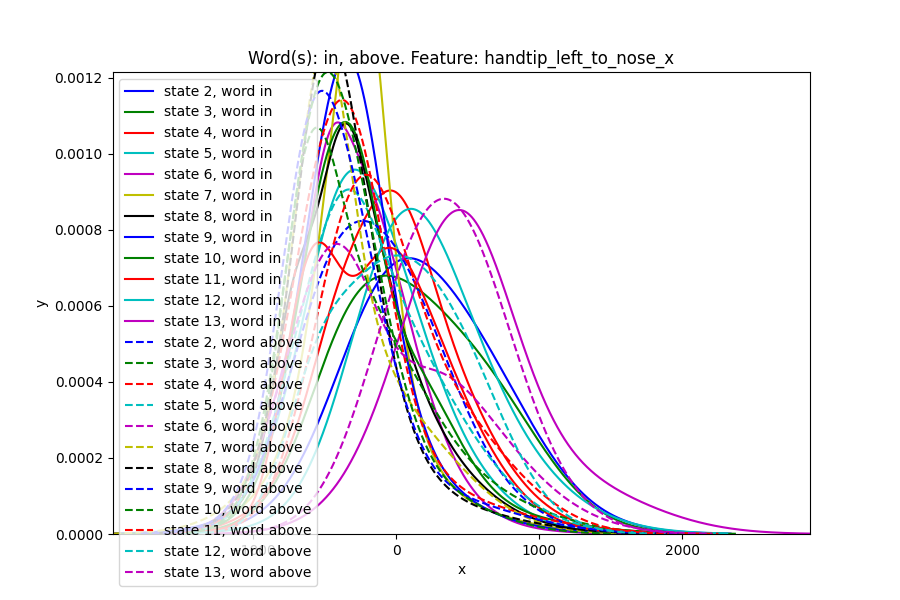 Word(s): in, above. Feature: handtip_left_to_nose_x
0.0012
0.0010
0.0008
0.0006
0.0004
0.0002
0.0000
y
state 2, word in
state 3, word in
state 4, word in
state 5, word in
state 6, word in
state 7, word in
state 8, word in
state 9, word in
state 10, word in
state 11, word in
state 12, word in
state 13, word in
state 2, word above
state 3, word above
state 4, word above
state 5, word above
state 6, word above
state 7, word above
state 8, word above
state 9, word above
state 10, word above
state 11, word above
state 12, word above
state 13, word above
0
1000
2000
x